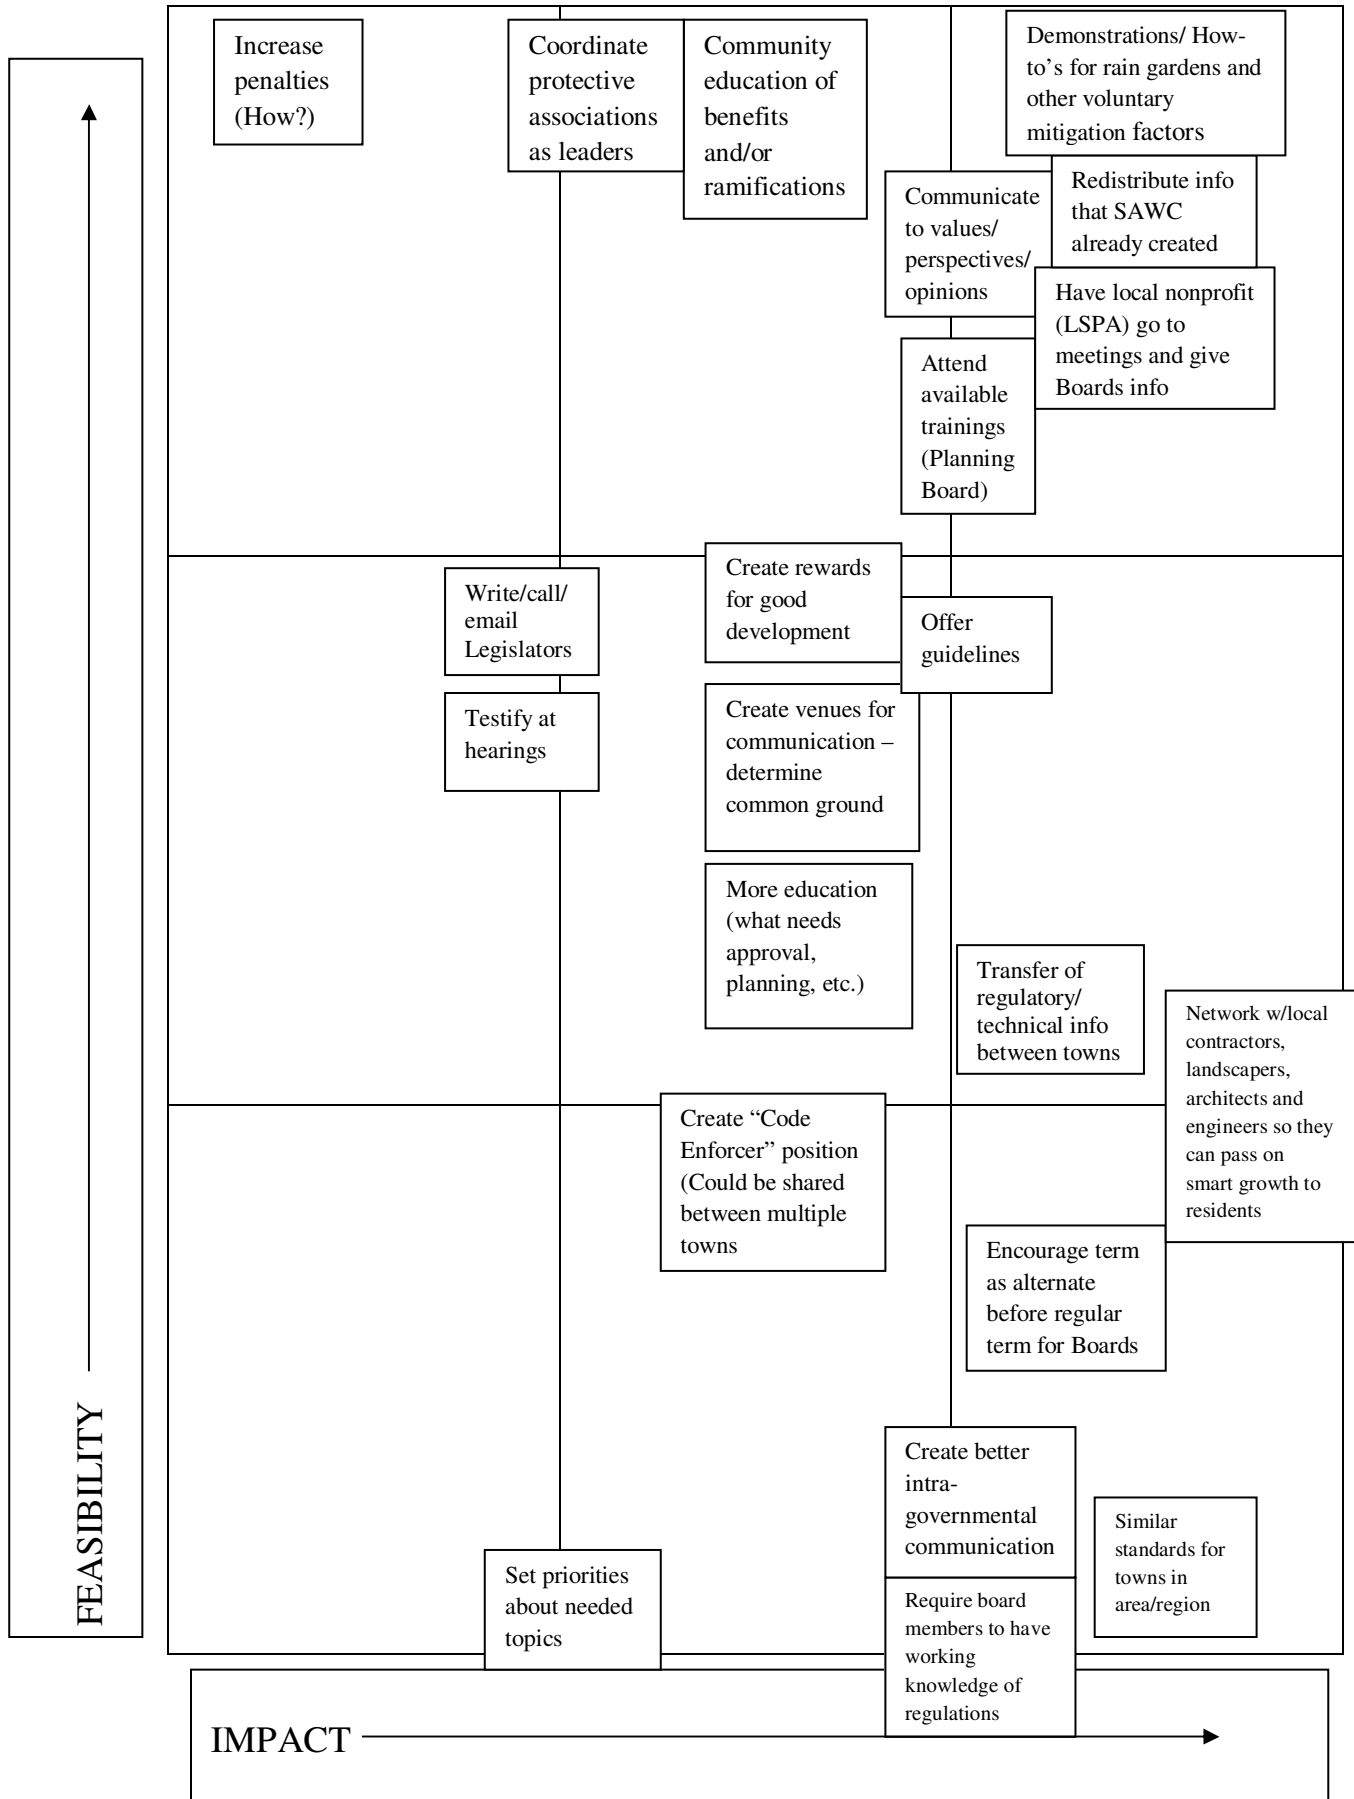 Increase
penalties
(How?)
Coordinate
protective
associations
as leaders
Community
education of
benefits
and/or
ramifications
Demonstrations/ How-
to’s for rain gardens and
other voluntary
mitigation factors
Communicate
to values/
perspectives/
opinions
Redistribute info
that SAWC
already created
Have local nonprofit
(LSPA) go to
meetings and give
Boards info
Attend
available
trainings
(Planning
Board)
Write/call/
email
Legislators
Create rewards
for good
development
Offer
guidelines
Testify at
hearings
Create venues for
communication –
determine
common ground
More education
(what needs
approval,
planning, etc.)
Transfer of
regulatory/
technical info
between towns
Network w/local
contractors,
landscapers,
architects and
engineers so they
can pass on
smart growth to
residents
Create “Code
Enforcer” position
(Could be shared
between multiple
towns
Encourage term
as alternate
before regular
term for Boards
Create better
intra-
governmental
communication
Similar
standards for
towns in
area/region
Set priorities
about needed
topics
Require board
members to have
working
knowledge of
regulations
FEASIBILITY
IMPACT